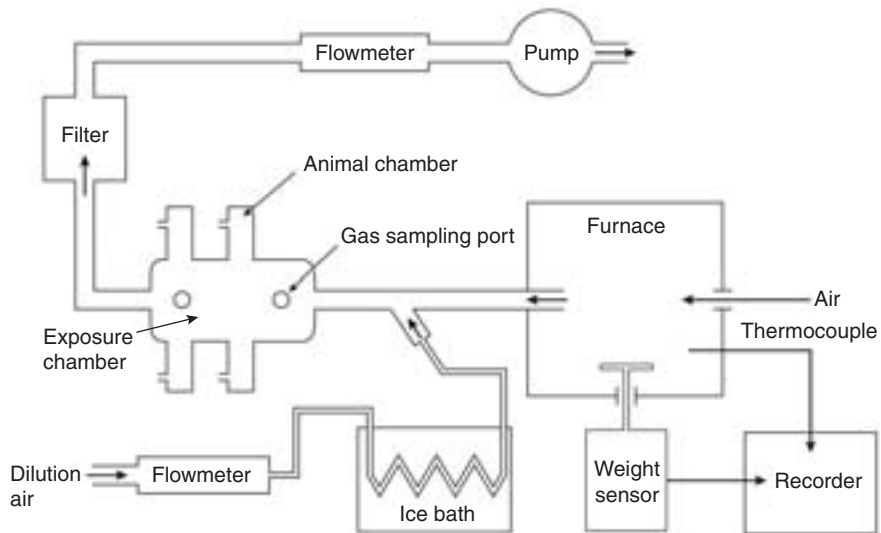 Flowmeter
Pump
Filter
Animal chamber
Gas sampling port
Furnace
Air
Thermocouple
Exposure
chamber
Dilution
air
Flowmeter
Ice bath
Weight
sensor
Recorder